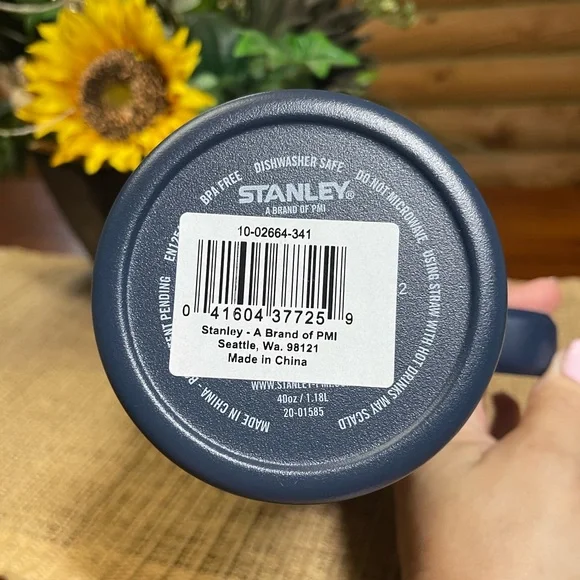 BPA FREE DISHWASHER SAFE DO NOT MICROWAVE USING STRAW WITH HOT DRINKS MAY SCALD
STANLEY®
A BRAND OF PMI
10-02664-341
0 41604 37725 9
Stanley - A Brand of PMI
Seattle, Wa. 98121
Made in China
2
40oz / 1.18L
20-01585
MADE IN CHINA -
PENDING